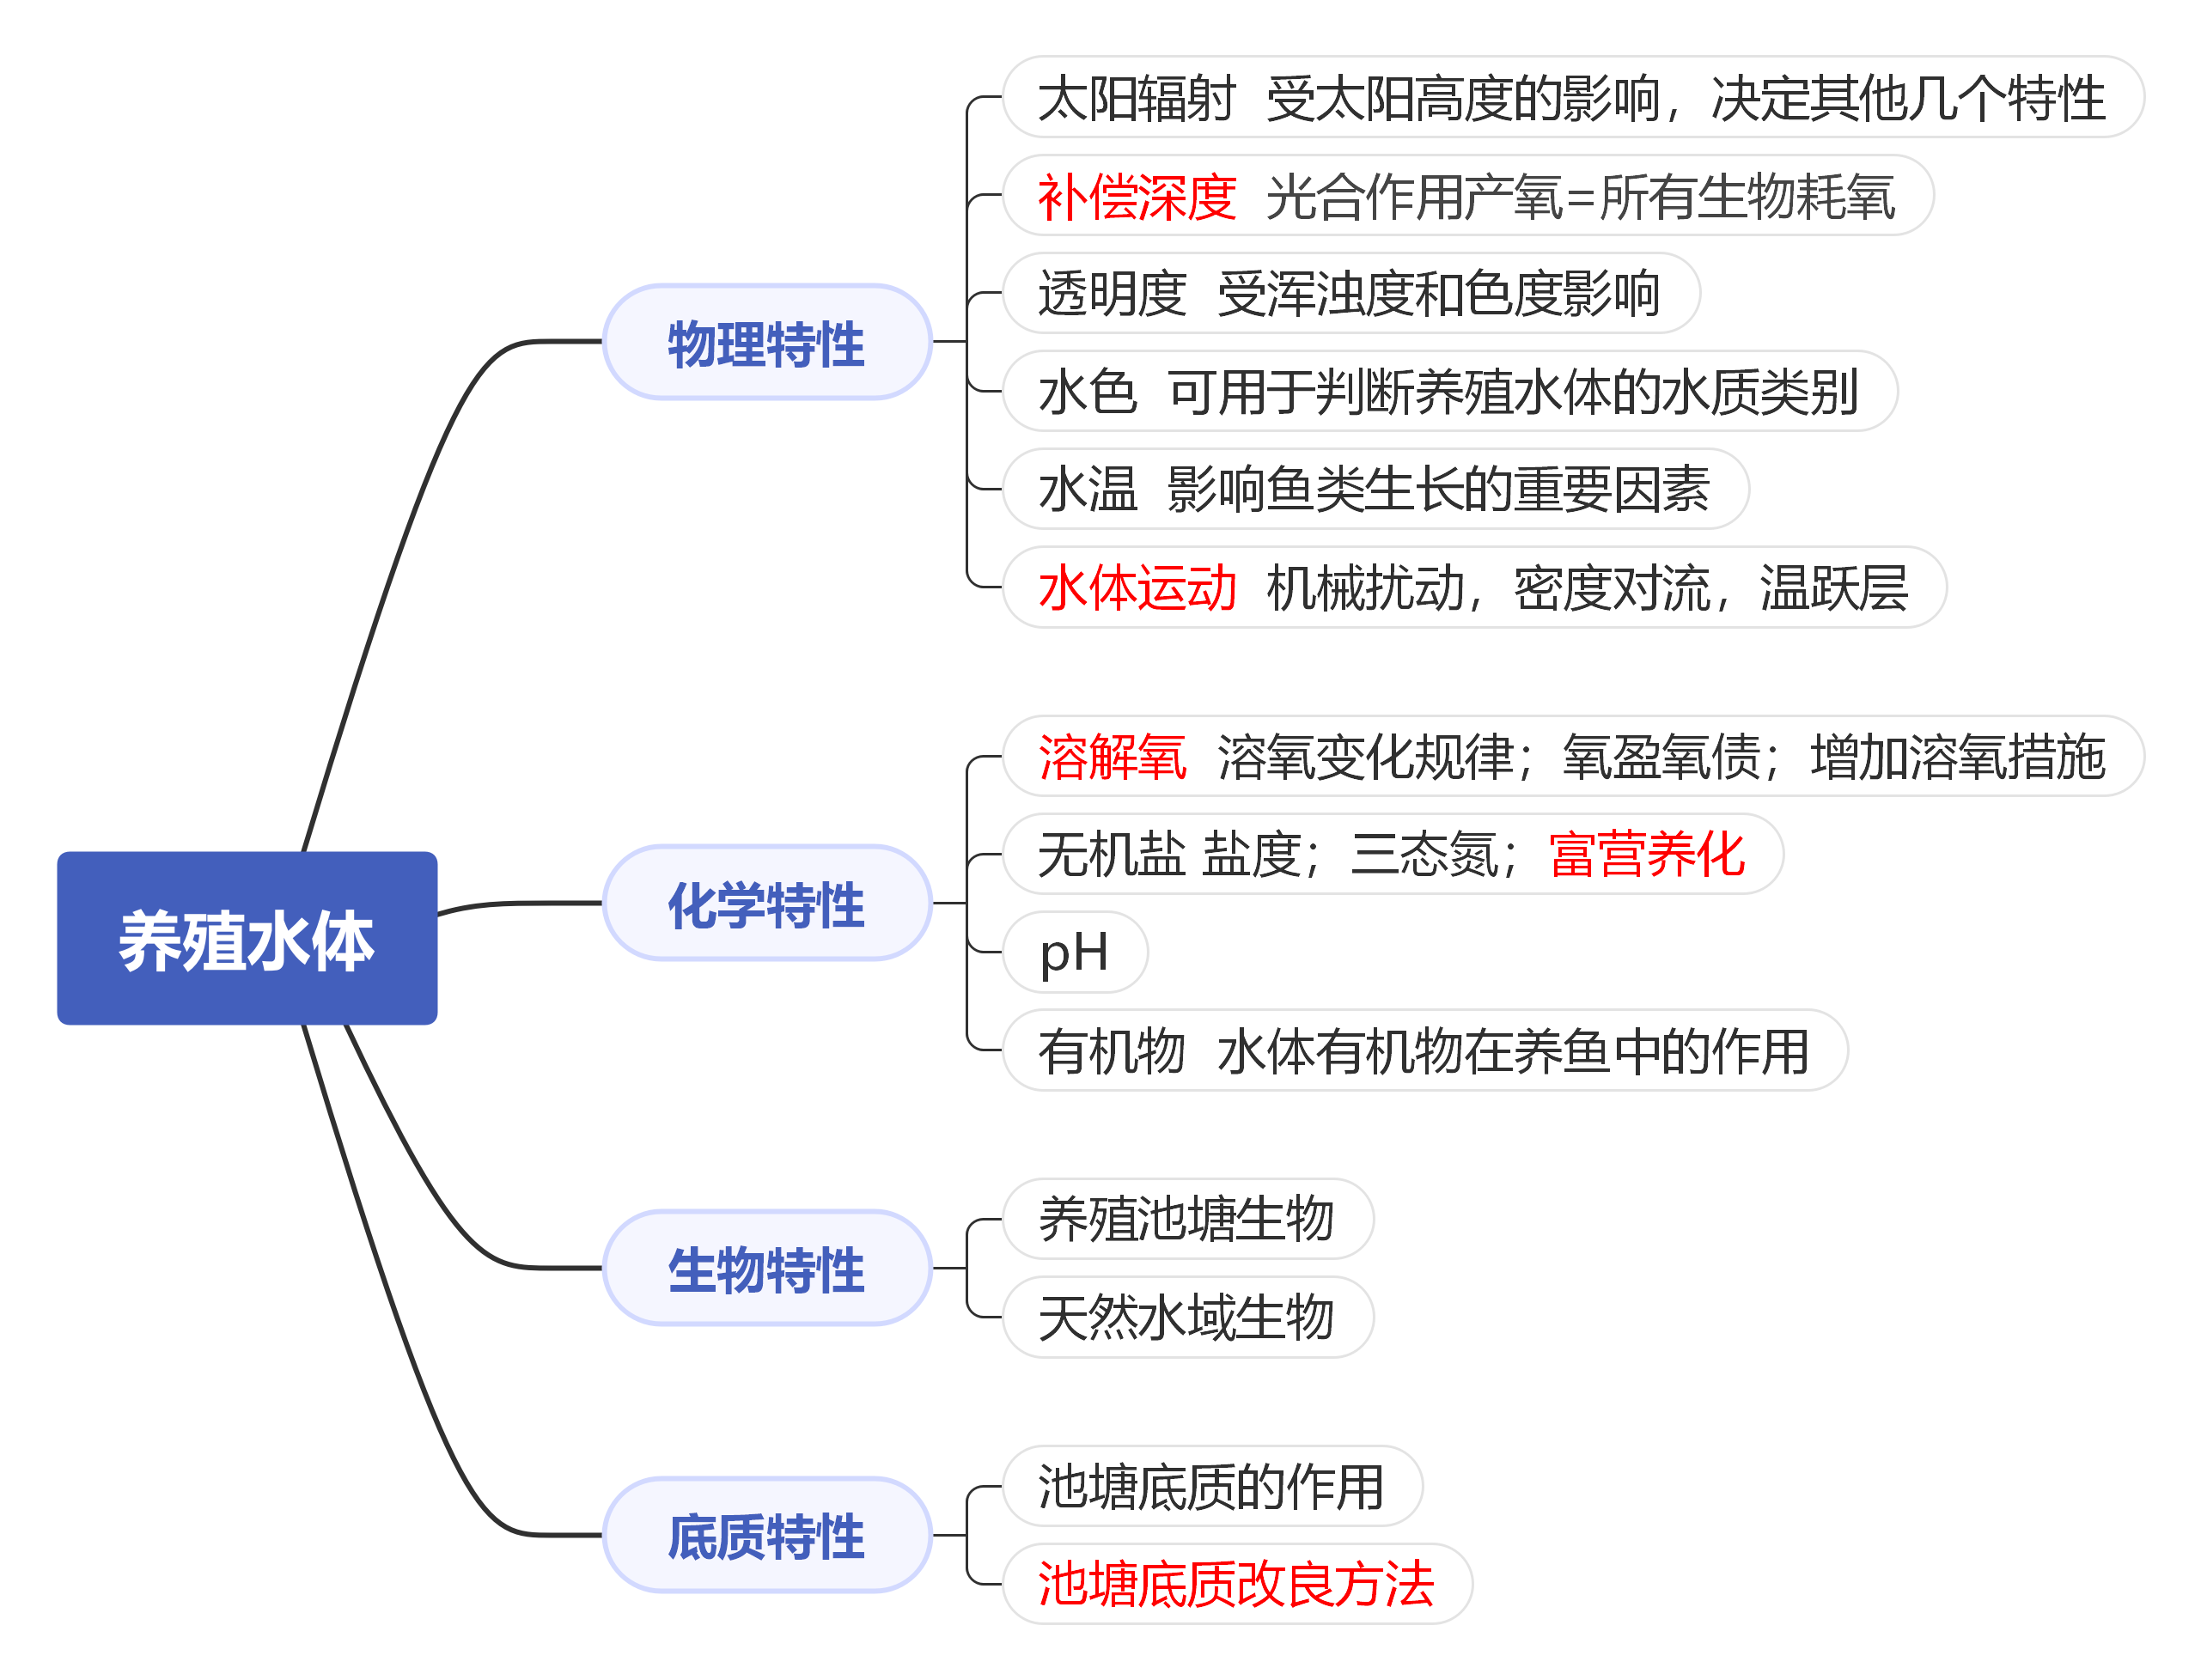 养殖水体
物理特性
太阳辐射 受太阳高度的影响，决定其他几个特性
补偿深度 光合作用产氧=所有生物耗氧
透明度 受浑浊度和色度影响
水色 可用于判断养殖水体的水质类别
水温 影响鱼类生长的重要因素
水体运动 机械扰动，密度对流，温跃层
化学特性
溶解氧 溶氧变化规律；氧盈氧债；增加溶氧措施
无机盐 盐度；三态氮；富营养化
pH
有机物 水体有机物在养鱼中的作用
生物特性
养殖池塘生物
天然水域生物
底质特性
池塘底质的作用
池塘底质改良方法